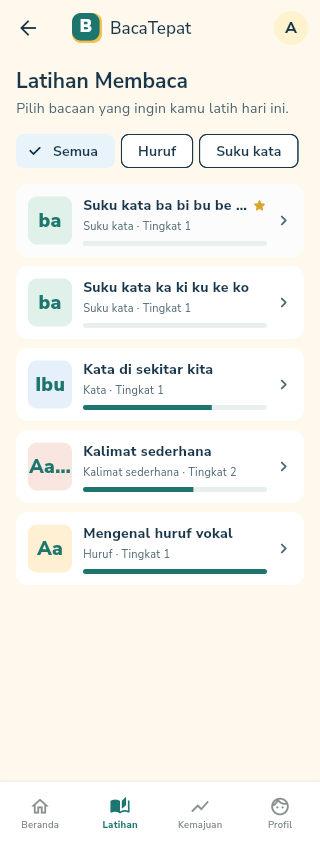 B BacaTepat A
Latihan Membaca
Pilih bacaan yang ingin kamu latih hari ini.
Semua Huruf Suku kata
ba Suku kata ba bi bu be ...
Suku kata · Tingkat 1
ba Suku kata ka ki ku ke ko
Suku kata · Tingkat 1
Ibu Kata di sekitar kita
Kata · Tingkat 1
Aa... Kalimat sederhana
Kalimat sederhana · Tingkat 2
Aa Mengenal huruf vokal
Huruf · Tingkat 1
Beranda Latihan Kemajuan Profil